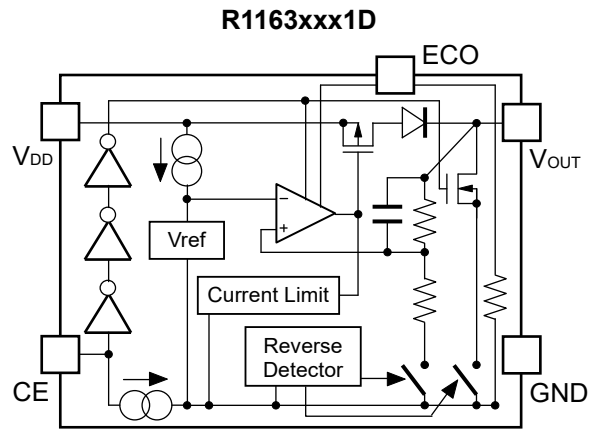 R1163xxx1D
ECO
VDD
VOUT
−
+
Vref
Current Limit
Reverse
Detector
CE
GND